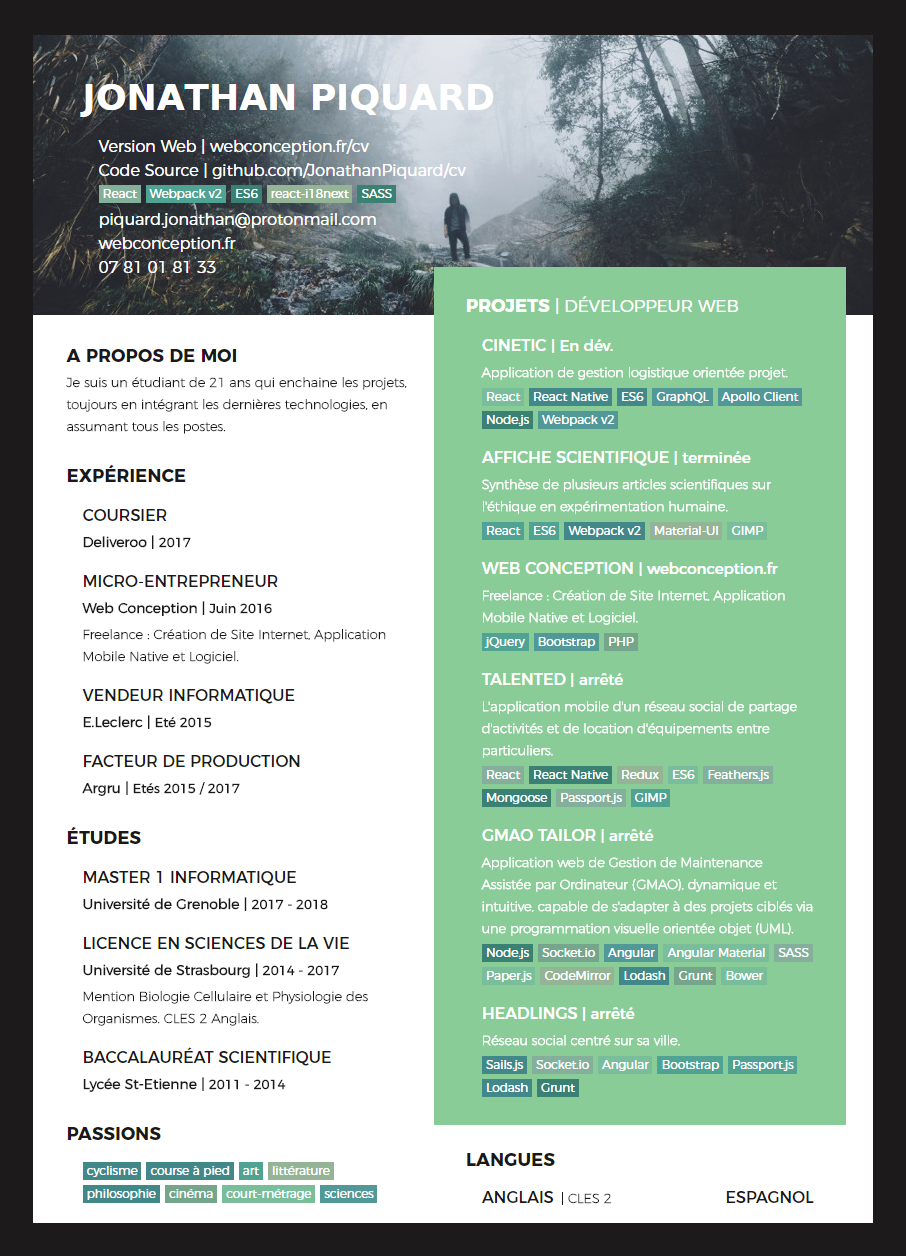 JONATHAN PIQUARD
Version Web | webconception.fr/cv
Code Source | github.com/JonathanPiquard/cv
React Webpack v2 ES6 react-i18next SASS
piquard.jonathan@protonmail.com
webconception.fr
07 81 01 81 33
A PROPOS DE MOI
Je suis un étudiant de 21 ans qui enchaine les projets,
toujours en intégrant les dernières technologies, en
assumant tous les postes.
EXPÉRIENCE
COURSIER
Deliveroo | 2017
MICRO-ENTREPRENEUR
Web Conception | Juin 2016
Freelance : Création de Site Internet, Application
Mobile Native et Logiciel.
VENDEUR INFORMATIQUE
E.Leclerc | Eté 2015
FACTEUR DE PRODUCTION
Argru | Etés 2015 / 2017
ÉTUDES
MASTER 1 INFORMATIQUE
Université de Grenoble | 2017 - 2018
LICENCE EN SCIENCES DE LA VIE
Université de Strasbourg | 2014 - 2017
Mention Biologie Cellulaire et Physiologie des
Organismes. CLES 2 Anglais.
BACCALAURÉAT SCIENTIFIQUE
Lycée St-Etienne | 2011 - 2014
PASSIONS
cyclisme course à pied art littérature
philosophie cinéma court-métrage sciences
PROJETS | DÉVELOPPEUR WEB
CINETIC | En dév.
Application de gestion logistique orientée projet.
React React Native ES6 GraphQL Apollo Client
Node.js Webpack v2
AFFICHE SCIENTIFIQUE | terminée
Synthèse de plusieurs articles scientifiques sur
l'éthique en expérimentation humaine.
React ES6 Webpack v2 Material-UI GIMP
WEB CONCEPTION | webconception.fr
Freelance : Création de Site Internet, Application
Mobile Native et Logiciel.
jQuery Bootstrap PHP
TALENTED | arrêté
L'application mobile d'un réseau social de partage
d'activités et de location d'équipements entre
particuliers.
React React Native Redux ES6 Feathers.js
Mongoose Passport.js GIMP
GMAO TAILOR | arrêté
Application web de Gestion de Maintenance
Assistée par Ordinateur (GMAO), dynamique et
intuitive, capable de s'adapter à des projets ciblés via
une programmation visuelle orientée objet (UML).
Node.js Socket.io Angular Angular Material SASS
Paper.js CodeMirror Lodash Grunt Bower
HEADLINGS | arrêté
Réseau social centré sur sa ville.
Sails.js Socket.io Angular Bootstrap Passport.js
Lodash Grunt
LANGUES
ANGLAIS | CLES 2 ESPAGNOL